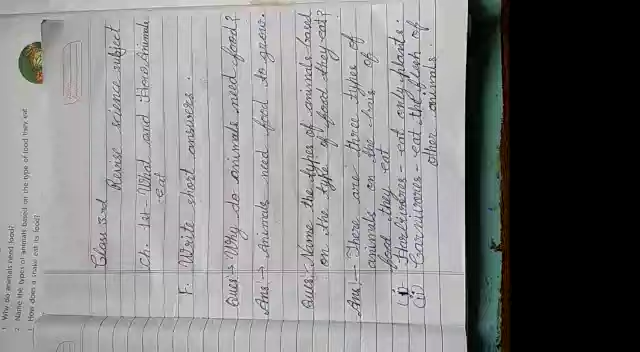 1 Why do animals need food?
2 Name the types of animals based on the type of food they eat
3 How does a snake eat its food?
Class 3rd
Revise science subject
Ch. 1st - What and How Animals
eat
F. Write short answers.
Ques:- Why do animals need food?
Ans:- Animals need food to grow.
Ques:- Name the types of animals based
on the type of food they eat?
Ans:- There are three types of
animals on the basis of
food they eat
(i) Herbivores - eat only plants.
(ii) Carnivores - eat the flesh of
other animals.